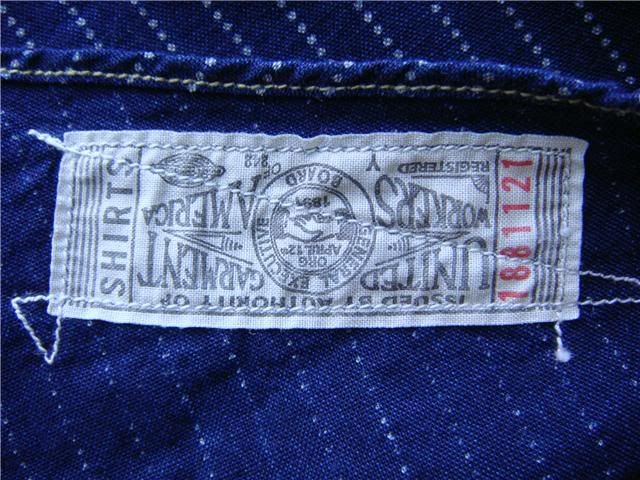 ISSUED BY AUTHORITY OF
UNITED GARMENT
WORKERS AMERICA
OF
REGISTERED
GENERAL EXECUTIVE BOARD
ORG
APRIL.12
1891
242
SHIRTS
1881121